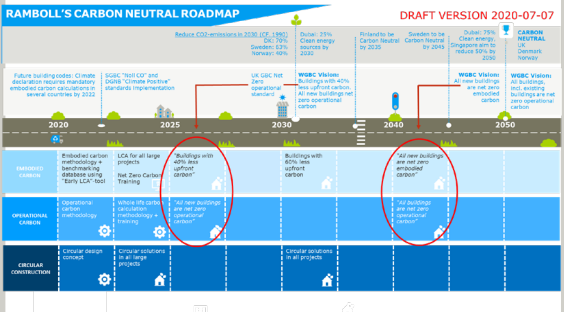 RAMBOLL'S CARBON NEUTRAL ROADMAP
DRAFT VERSION 2020-07-07
Reduce CO2-emissions in 2030 (CF. 1990)
DK: 70%
Sweden: 63%
Norway: 40%
Dubai: 25%
Clean energy
sources by
2030
Finland to be
Carbon Neutral
by 2035
Sweden to be
Carbon Neutral
by 2045
Dubai: 75%
Clean energy,
Singapore aim to
reduce 50% by
2050
CARBON
NEUTRAL
UK
Denmark
Norway
Future building codes: Climate
declaration requires mandatory
embodied carbon calculations in
several countries by 2022
SGBC "Noll CO" and
DGNB "Climate Positive"
standards implementation
UK GBC Net
Zero
operational
standard
WGBC Vision:
Buildings with 40%
less upfront carbon,
All new buildings net
zero operational
carbon
WGBC Vision:
All new buildings
are net zero
embodied
carbon
WGBC Vision:
All buildings,
incl. existing
buildings are net
zero operational
carbon
2020
2025
2030
2040
2050
EMBODIED
CARBON
Embodied carbon
methodology +
benchmarking
database using
"Early LCA"-tool
LCA for all large
projects
Net Zero Carbon
Training
"Buildings with
40% less
upfront
carbon"
Buildings with
80% less
upfront
carbon
"All new buildings
are net zero
embodied
carbon"
OPERATIONAL
CARBON
Operational
carbon
methodology
Whole life carbon
calculation
methodology +
training
"All new buildings
are net zero
operational
carbon"
"All new buildings
are net zero
operational
carbon"
CIRCULAR
CONSTRUCTION
Circular design
concept
Circular solutions
in all large
projects
Circular solutions
in all projects